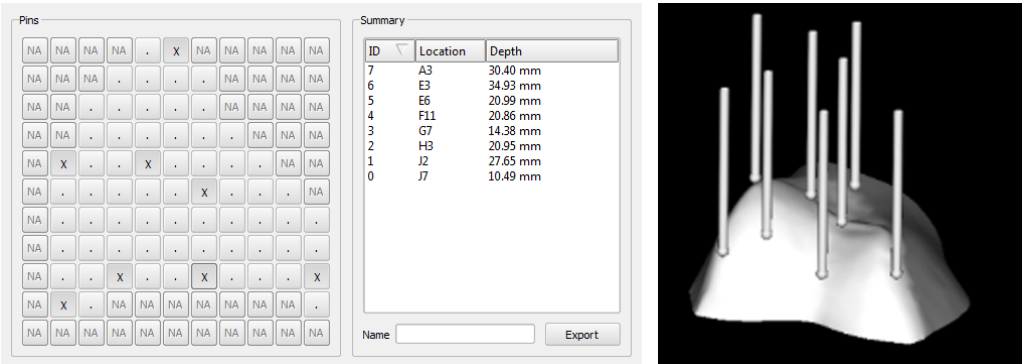 Pins
NA NA NA NA . X NA NA NA NA NA
NA NA NA . . . . NA NA NA NA
NA NA . . . . . NA NA NA NA
NA NA . . . . . . NA NA NA
NA X . . X . . . . NA NA
NA . . . . . X . . . NA
NA . . . . . . . . . .
NA . . . . . . . . . .
NA . . X . . X . . . X
NA X . NA NA NA NA NA NA NA .
NA NA NA NA NA NA NA NA NA NA NA
Summary
ID Location Depth
7 A3 30.40 mm
6 E3 34.93 mm
5 E6 20.99 mm
4 F11 20.86 mm
3 G7 14.38 mm
2 H3 20.95 mm
1 J2 27.65 mm
0 J7 10.49 mm
Name Export